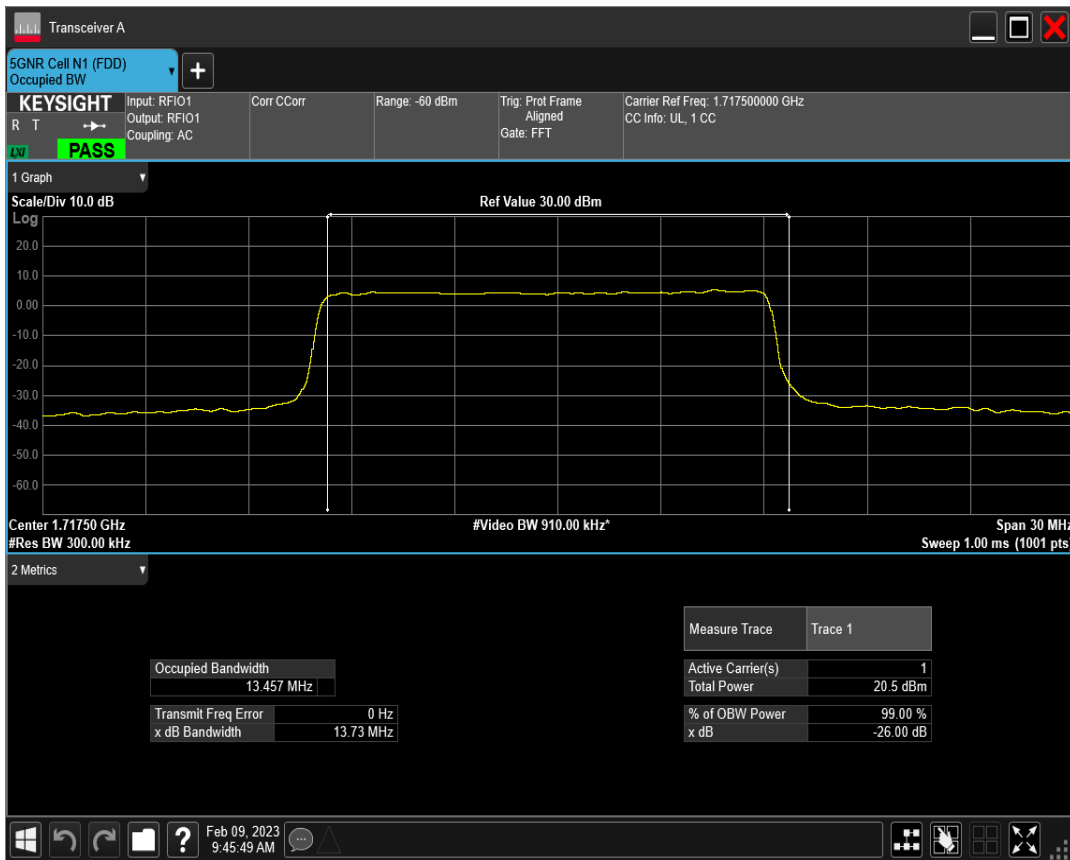 Transceiver A
5GNR Cell N1 (FDD)
Occupied BW
+
KEYSIGHT
R T
LXI
PASS
Input: RFIO1
Output: RFIO1
Coupling: AC
Corr CCorr
Range: -60 dBm
Trig: Prot Frame
Aligned
Gate: FFT
Carrier Ref Freq: 1.717500000 GHz
CC Info: UL, 1 CC
1 Graph
Scale/Div 10.0 dB
Ref Value 30.00 dBm
Log
20.0
10.0
0.00
-10.0
-20.0
-30.0
-40.0
-50.0
-60.0
Center 1.71750 GHz
#Video BW 910.00 kHz*
Span 30 MHz
#Res BW 300.00 kHz
Sweep 1.00 ms (1001 pts)
2 Metrics
Measure Trace Trace 1
Occupied Bandwidth
13.457 MHz
Active Carrier(s) 1
Total Power 20.5 dBm
Transmit Freq Error 0 Hz
x dB Bandwidth 13.73 MHz
% of OBW Power 99.00 %
x dB -26.00 dB
?
Feb 09, 2023
9:45:49 AM